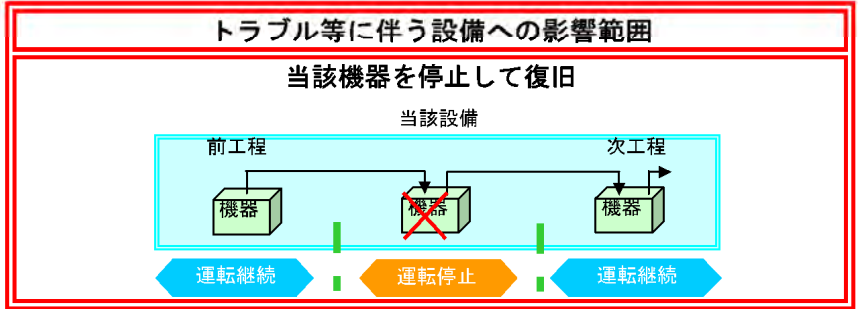 トラブル等に伴う設備への影響範囲
当該機器を停止して復旧
当該設備
前工程
次工程
機器
機器
機器
運転継続
運転停止
運転継続